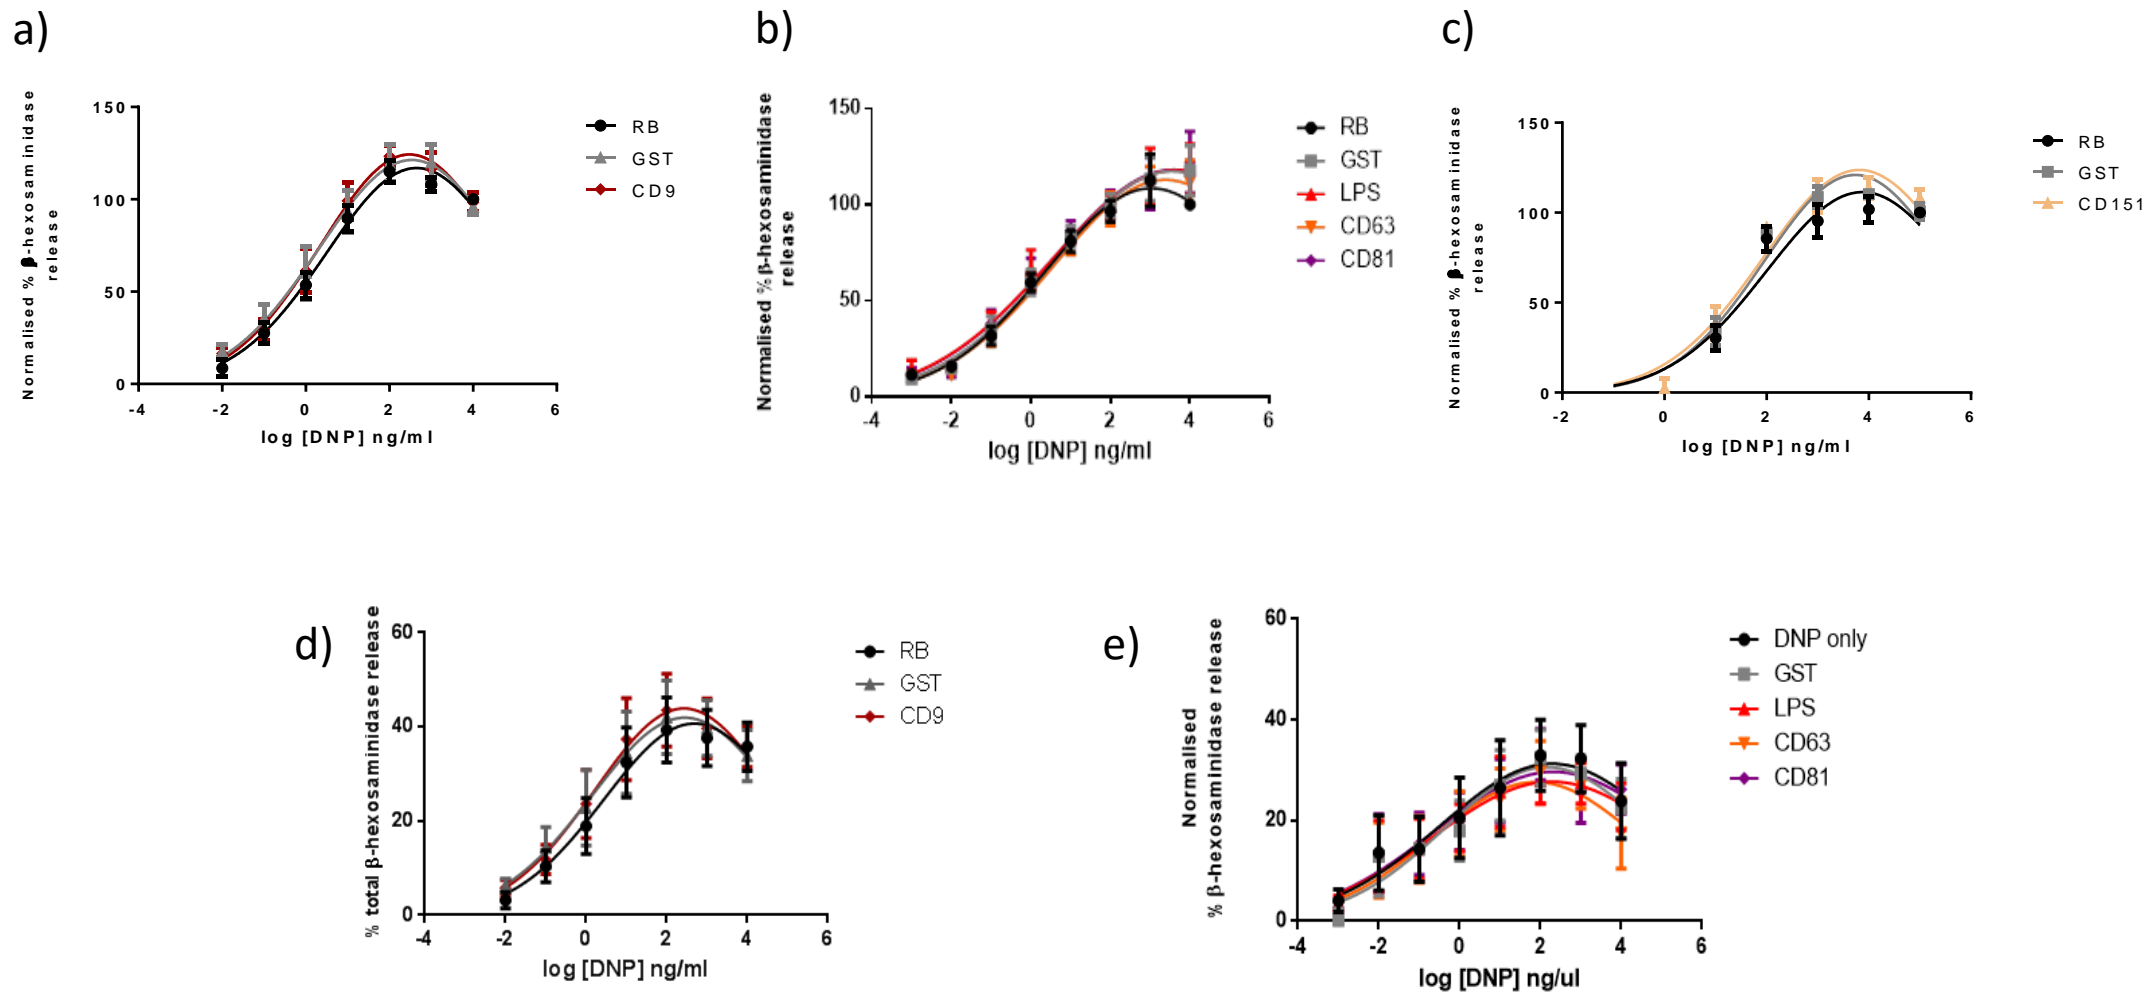 a)
Normalised % β-hexosaminidase
release
150
100
50
0
-4
-2
0
2
4
6
log [DNP] ng/ml
RB
GST
CD9
b)
Normalised % β-hexosaminidase
release
150
100
50
0
-4
-2
0
2
4
6
log [DNP] ng/ml
RB
GST
LPS
CD63
CD81
c)
Normalised % β-hexosaminidase
release
150
100
50
0
-2
0
2
4
6
log [DNP] ng/ml
RB
GST
CD151
d)
% total β-hexosaminidase release
60
40
20
0
-4
-2
0
2
4
6
log [DNP] ng/ml
RB
GST
CD9
e)
Normalised
% β-hexosaminidase release
60
40
20
0
-4
-2
0
2
4
6
log [DNP] ng/ul
DNP only
GST
LPS
CD63
CD81